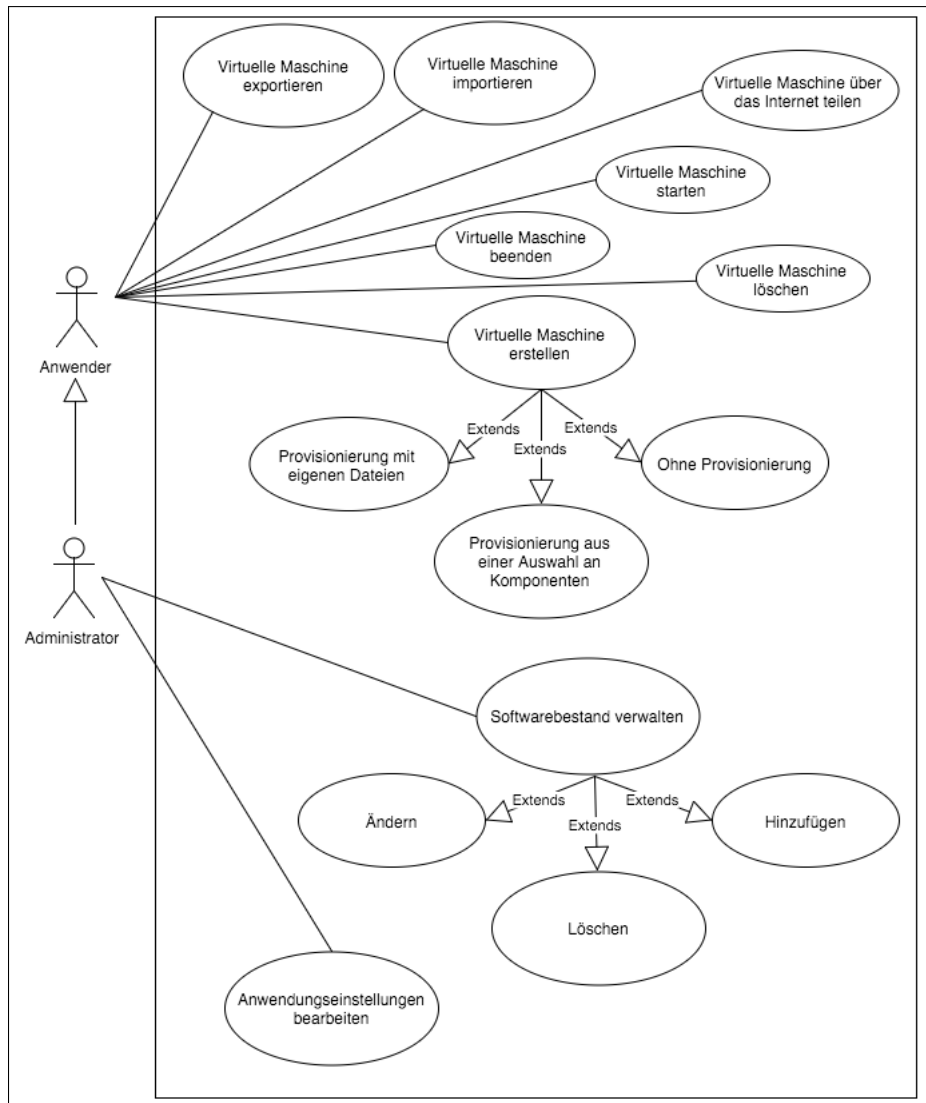 Virtuelle Maschine
exportieren
Virtuelle Maschine
importieren
Virtuelle Maschine über
das Internet teilen
Virtuelle Maschine
starten
Virtuelle Maschine
beenden
Virtuelle Maschine
löschen
Anwender
Virtuelle Maschine
erstellen
Extends
Extends
Extends
Provisionierung mit
eigenen Dateien
Ohne Provisionierung
Provisionierung aus
einer Auswahl an
Komponenten
Administrator
Softwarebestand verwalten
Extends
Extends
Extends
Ändern
Hinzufügen
Löschen
Anwendungseinstellungen
bearbeiten